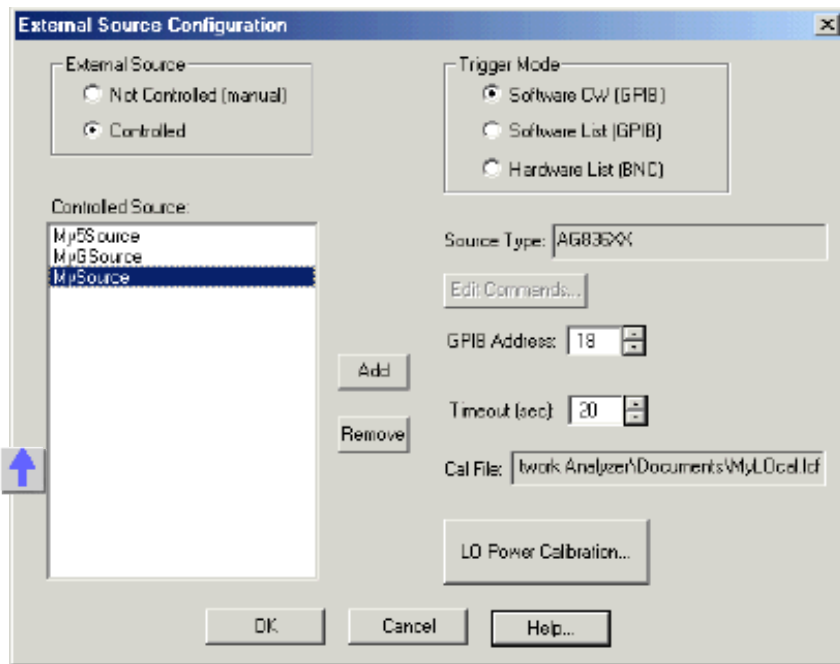 External Source Configuration
External Source
Not Controlled (manual)
Controlled
Trigger Mode
Software CW (GPIB)
Software List (GPIB)
Hardware List (BNC)
Controlled Source:
My5Source
My6Source
MySource
Source Type: AG836XX
Edit Commands...
GPIB Address: 18
Add
Timeout (sec): 20
Remove
Cal File: twork Analyzer\Documents\MyLOcal.lcf
LO Power Calibration...
OK
Cancel
Help...